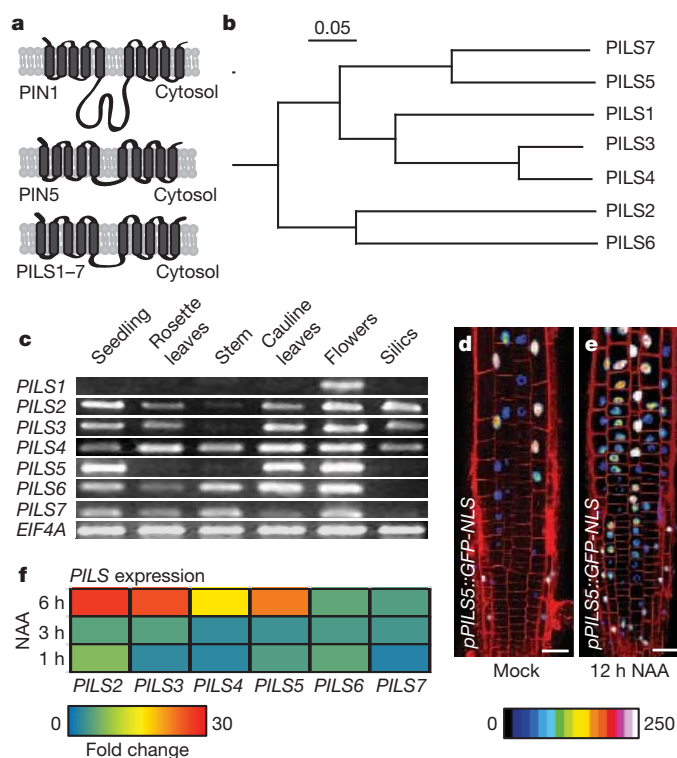 a
PIN1 Cytosol
PIN5 Cytosol
PILS1–7 Cytosol
b
0.05
PILS7
PILS5
PILS1
PILS3
PILS4
PILS2
PILS6
c
Seedling
Rosette
leaves
Stem
Cauline
leaves
Flowers
Silics
PILS1
PILS2
PILS3
PILS4
PILS5
PILS6
PILS7
EIF4A
d
pPILS5::GFP-NLS
Mock
e
pPILS5::GFP-NLS
12 h NAA
0 250
f
PILS expression
NAA
6 h
3 h
1 h
PILS2 PILS3 PILS4 PILS5 PILS6 PILS7
0 30
Fold change